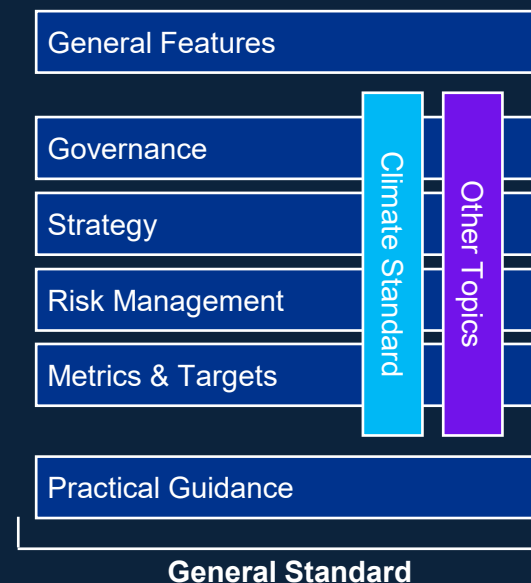 General Features
Governance
Strategy
Risk Management
Metrics & Targets
Climate Standard
Other Topics
Practical Guidance
General Standard